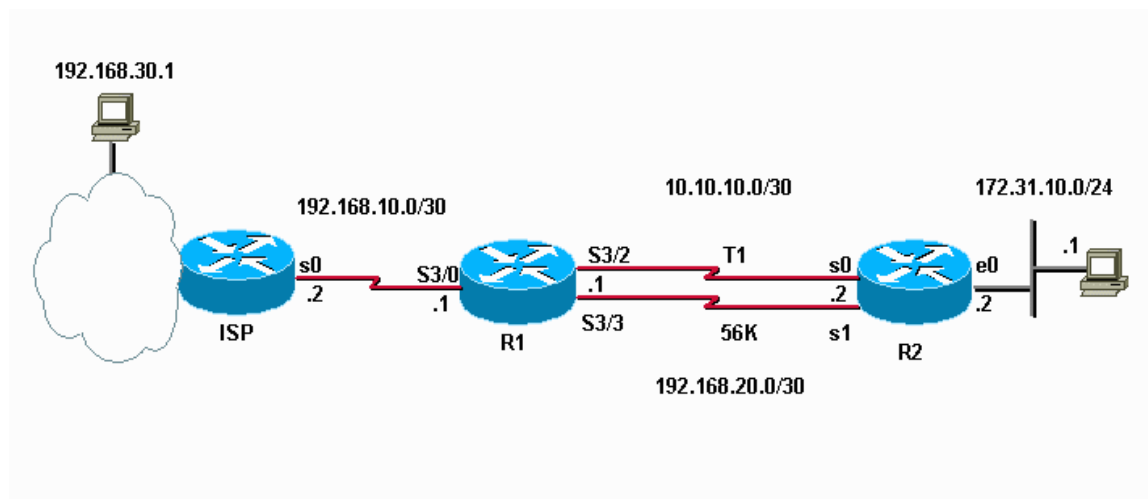 192.168.30.1
192.168.10.0/30
10.10.10.0/30
172.31.10.0/24
s0
.2
ISP
S3/0
.1
R1
S3/2
.1
S3/3
T1
56K
s0
.2
s1
R2
e0
.2
.1
192.168.20.0/30